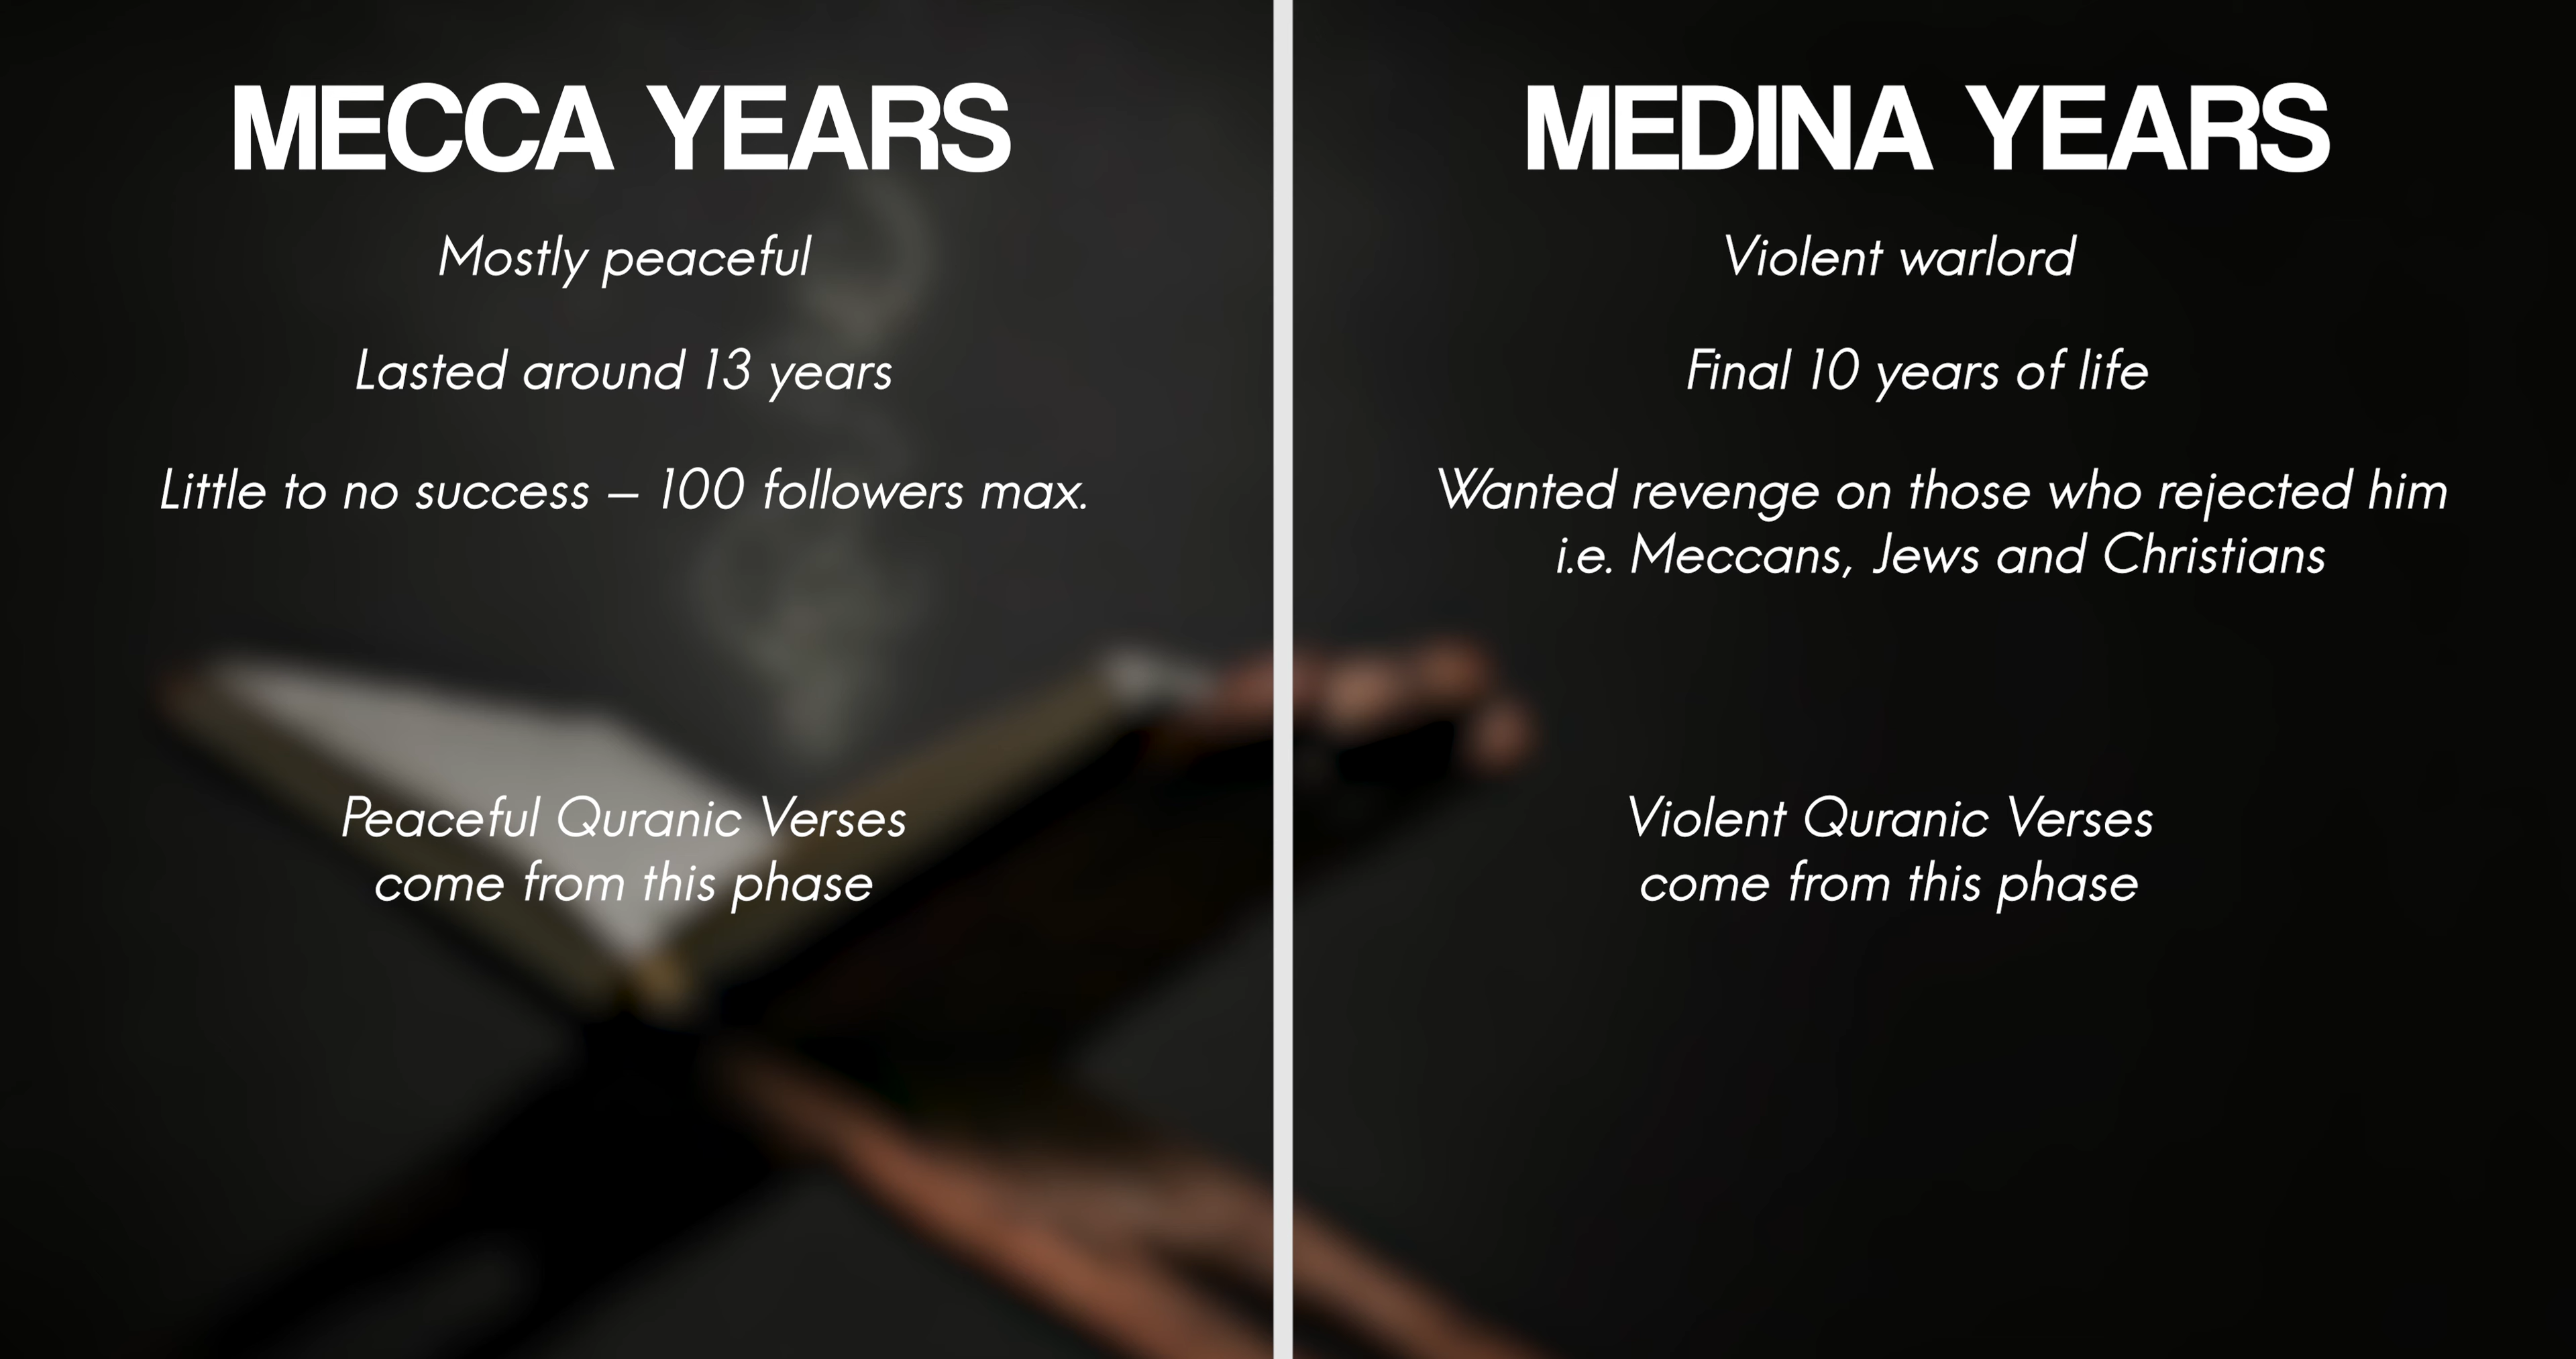 MECCA YEARS
Mostly peaceful
Lasted around 13 years
Little to no success – 100 followers max.
Peaceful Quranic Verses
come from this phase
MEDINA YEARS
Violent warlord
Final 10 years of life
Wanted revenge on those who rejected him
i.e. Meccans, Jews and Christians
Violent Quranic Verses
come from this phase